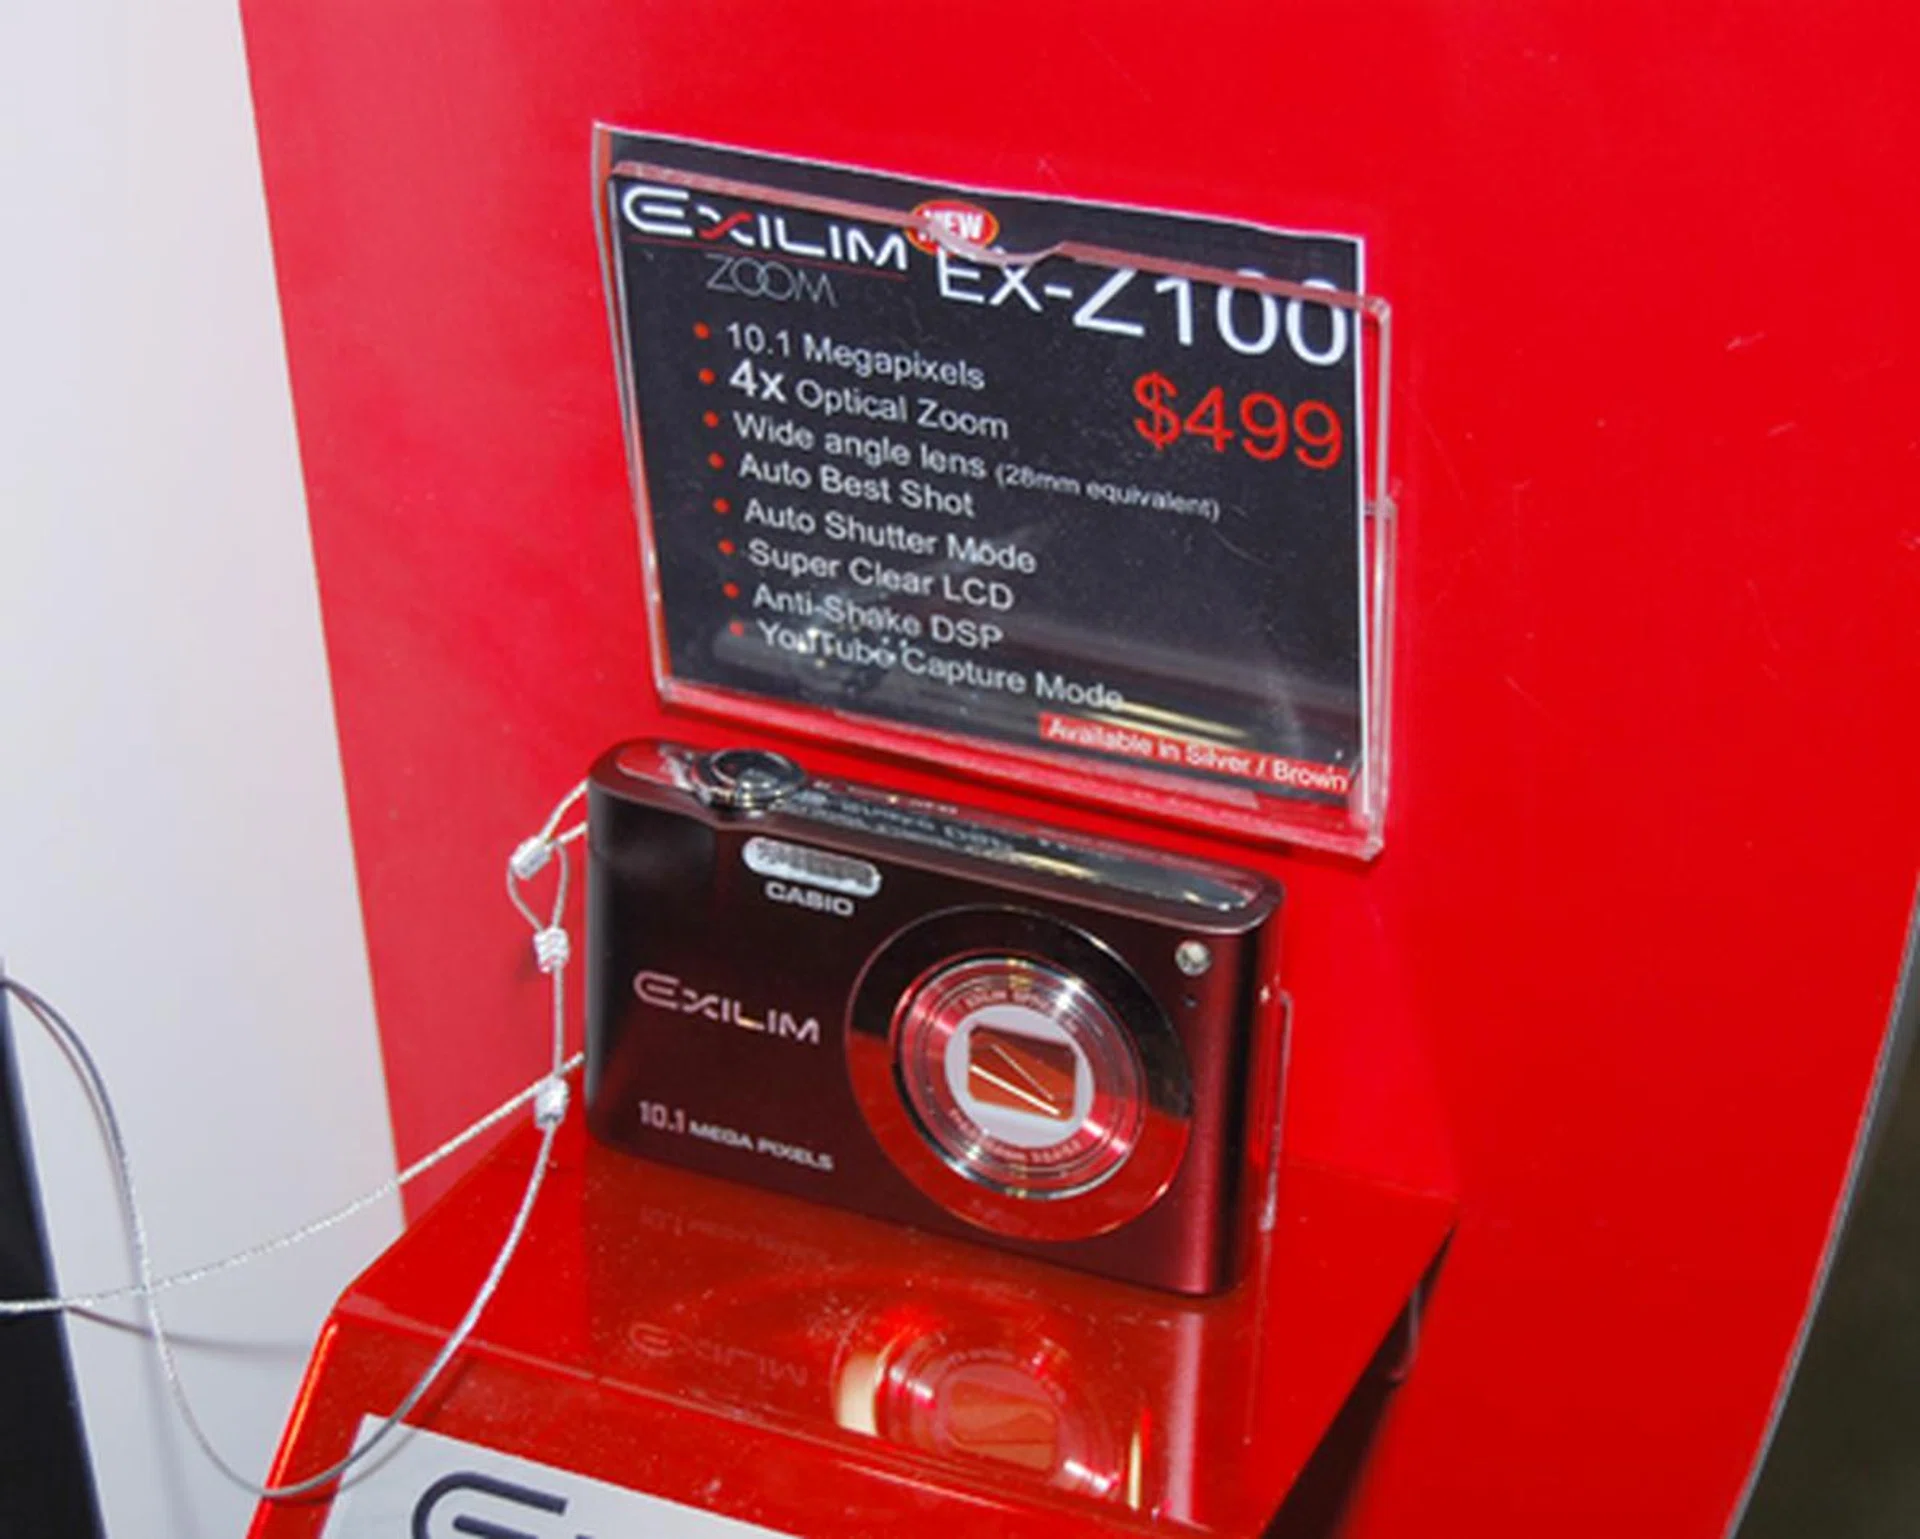 EXILIM
NEW
ZOOM
EX-Z100
10.1 Megapixels
$499
4x Optical Zoom
Wide angle lens (28mm equivalent)
Auto Best Shot
Auto Shutter Mode
Super Clear LCD
Anti-Shake DSP
YouTube Capture Mode
Available in Silver / Brown
CASIO
EXILIM
10.1 MEGA PIXELS